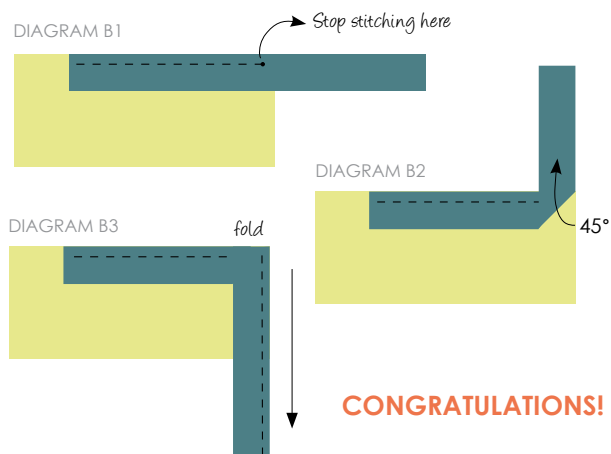 DIAGRAM B1
Stop stitching here
DIAGRAM B2
45°
DIAGRAM B3
fold
CONGRATULATIONS!